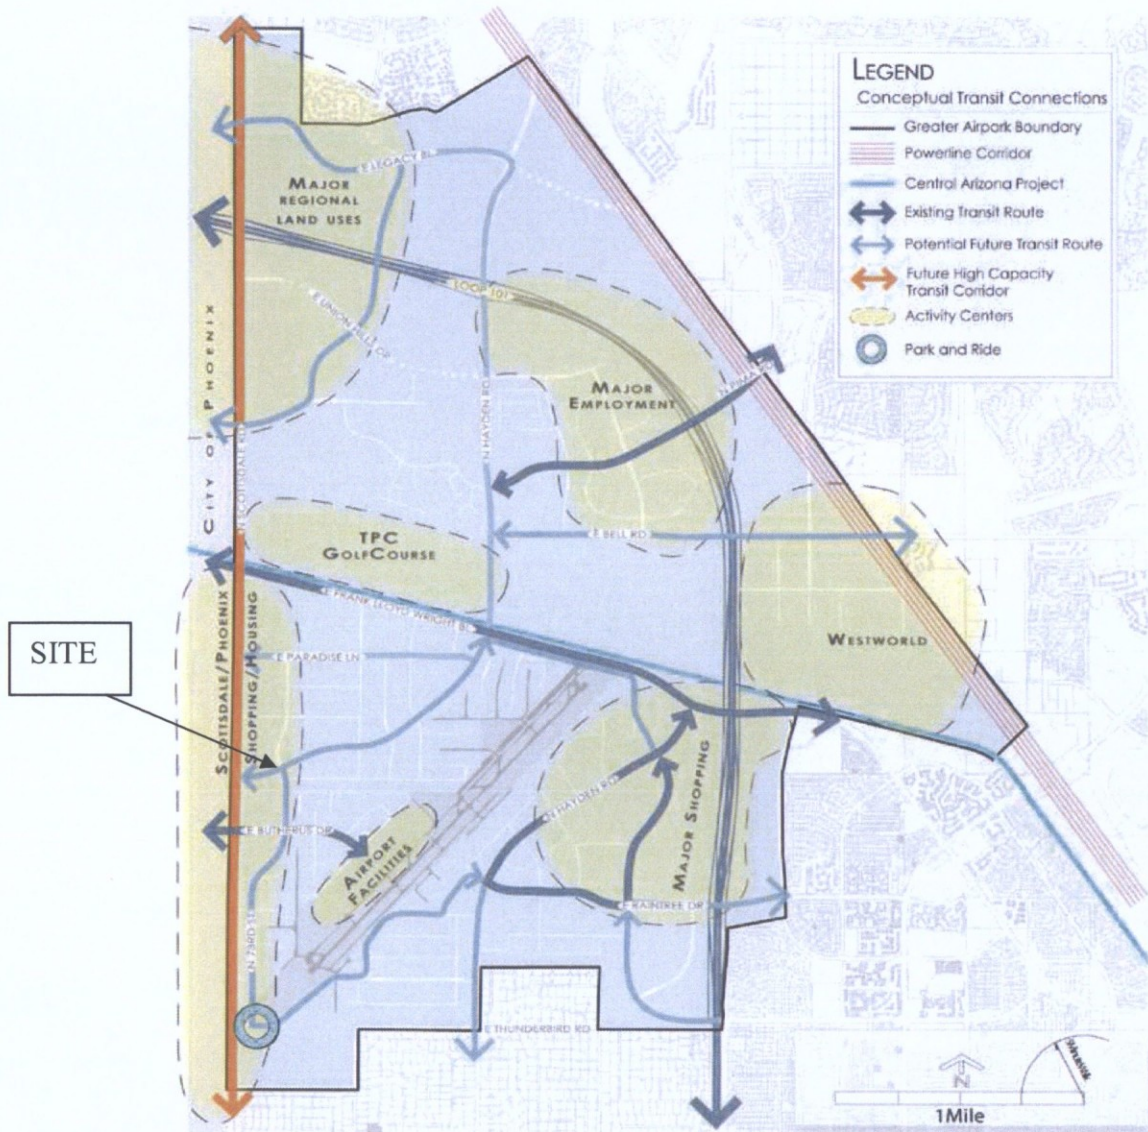 LEGEND
Conceptual Transit Connections
Greater Airpark Boundary
Powerline Corridor
Central Arizona Project
Existing Transit Route
Potential Future Transit Route
Future High Capacity
Transit Corridor
Activity Centers
Park and Ride
E LEGACY BL
MAJOR
REGIONAL
LAND USES
LOOP 101
E UNION HILLS DR
CITY OF PHOENIX
N SCOTTSDALE RD
N HAYDEN RD
N PIMA RD
MAJOR
EMPLOYMENT
TPC
GOLFCOURSE
E BELL RD
E FRANK LLOYD WRIGHT BL
WESTWORLD
SITE
SCOTTSDALE/PHOENIX
SHOPPING/HOUSING
E PARADISE LN
N HAYDEN RD
MAJOR SHOPPING
E BUTHERUS DR
AIRPORT
FACILITIES
E RAINTREE DR
N 73RD ST
E THUNDERBIRD RD
N
1Mile